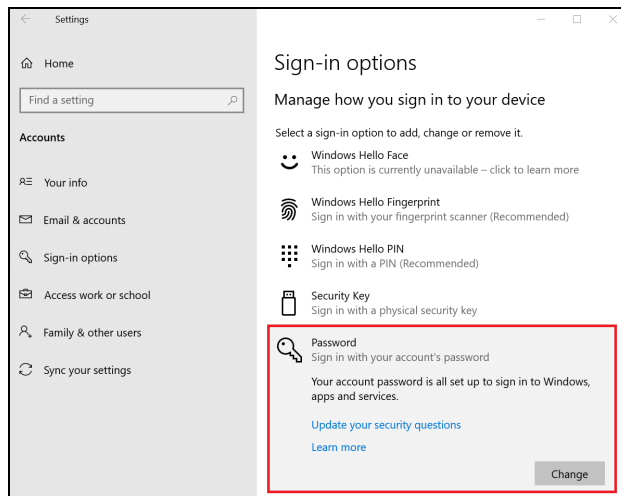 Settings
Home
Find a setting
Accounts
Your info
Email & accounts
Sign-in options
Access work or school
Family & other users
Sync your settings
Sign-in options
Manage how you sign in to your device
Select a sign-in option to add, change or remove it.
Windows Hello Face
This option is currently unavailable – click to learn more
Windows Hello Fingerprint
Sign in with your fingerprint scanner (Recommended)
Windows Hello PIN
Sign in with a PIN (Recommended)
Security Key
Sign in with a physical security key
Password
Sign in with your account's password
Your account password is all set up to sign in to Windows,
apps and services.
Update your security questions
Learn more
Change